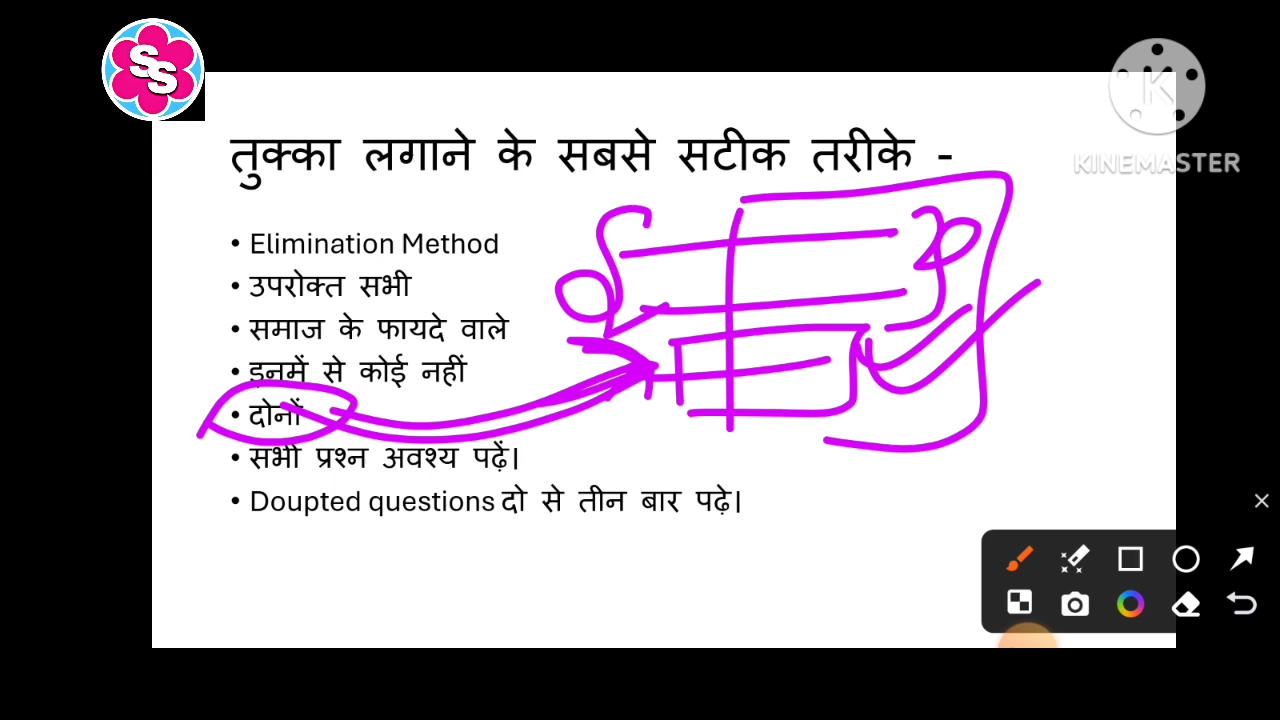 SS
KINEMASTER
तुक्का लगाने के सबसे सटीक तरीके -
• Elimination Method
• उपरोक्त सभी
• समाज के फायदे वाले
• इनमें से कोई नहीं
• दोनों
• सभी प्रश्न अवश्य पढ़ें।
• Doupted questions दो से तीन बार पढ़े।